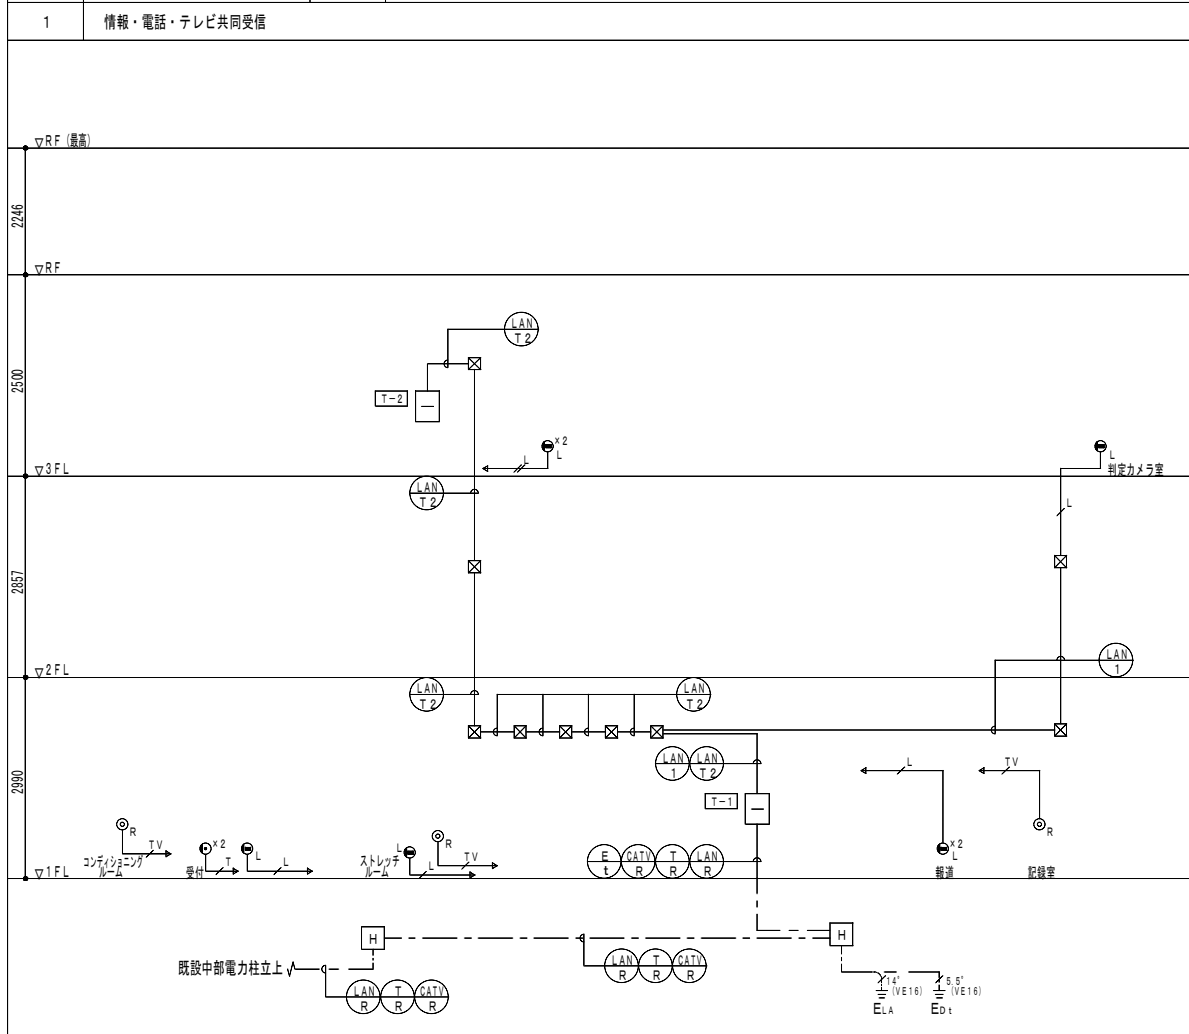 1 情報・電話・テレビ共同受信
▽RF (最高)
2246
▽RF
LAN
T2
2500
T-2
×2
L
L
L
判定カメラ室
▽3FL
LAN
T2
L
2857
LAN
1
▽2FL
LAN
T2
LAN
T2
LAN
1
LAN
T2
2990
T-1
L
TV
R
TV
コンディショニング
ルーム
×2
T
受付
L
L
L
ストレッチ
ルーム
L
R
TV
E
t
CATV
R
T
R
LAN
R
×2
L
報道
R
記録室
▽1FL
H
H
既設中部電力柱立上
LAN
R
T
R
CATV
R
LAN
R
T
R
CATV
R
14°
(VE16)
ELA
5.5°
(VE16)
EDt